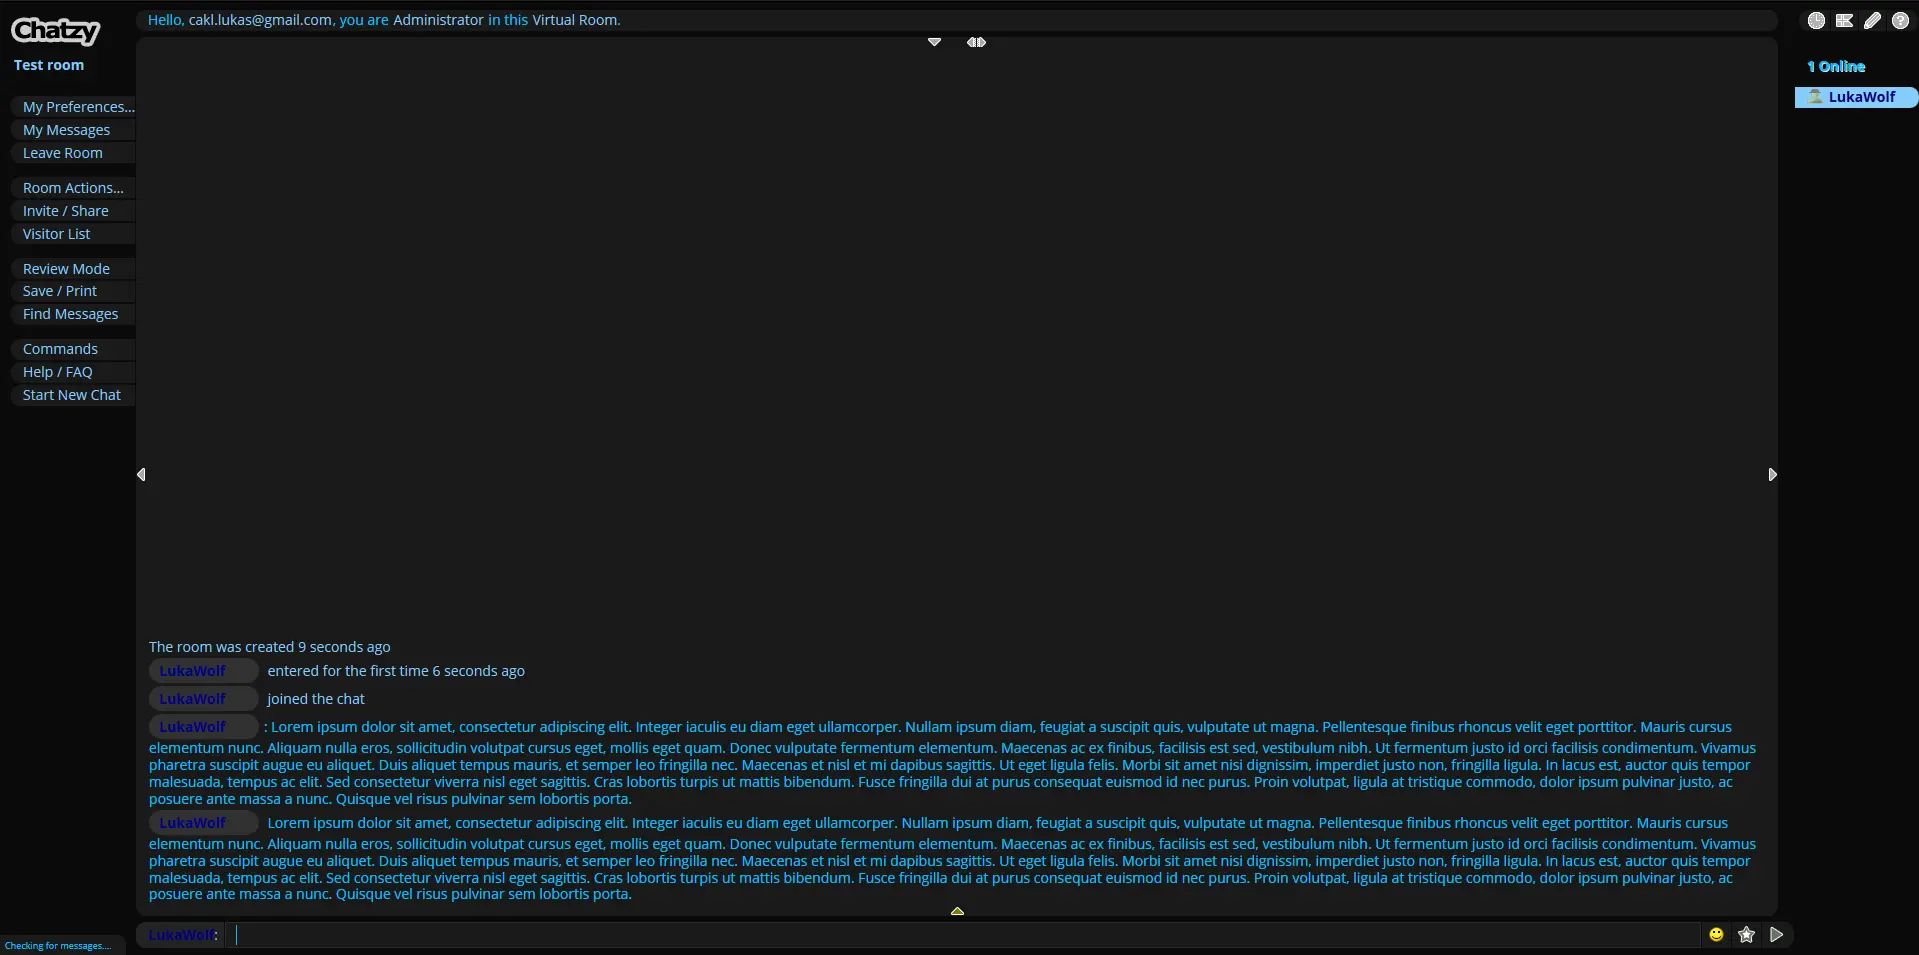 Chatzy
Hello, cakl.lukas@gmail.com, you are Administrator in this Virtual Room.
Test room
My Preferences...
My Messages
Leave Room
Room Actions...
Invite / Share
Visitor List
Review Mode
Save / Print
Find Messages
Commands
Help / FAQ
Start New Chat
1 Online
LukaWolf
The room was created 9 seconds ago
LukaWolf entered for the first time 6 seconds ago
LukaWolf joined the chat
LukaWolf : Lorem ipsum dolor sit amet, consectetur adipiscing elit. Integer iaculis eu diam eget ullamcorper. Nullam ipsum diam, feugiat a suscipit quis, vulputate ut magna. Pellentesque finibus rhoncus velit eget porttitor. Mauris cursus
elementum nunc. Aliquam nulla eros, sollicitudin volutpat cursus eget, mollis eget quam. Donec vulputate fermentum elementum. Maecenas ac ex finibus, facilisis est sed, vestibulum nibh. Ut fermentum justo id orci facilisis condimentum. Vivamus
pharetra suscipit augue eu aliquet. Duis aliquet tempus mauris, et semper leo fringilla nec. Maecenas et nisl et mi dapibus sagittis. Ut eget ligula felis. Morbi sit amet nisi dignissim, imperdiet justo non, fringilla ligula. In lacus est, auctor quis tempor
malesuada, tempus ac elit. Sed consectetur viverra nisl eget sagittis. Cras lobortis turpis ut mattis bibendum. Fusce fringilla dui at purus consequat euismod id nec purus. Proin volutpat, ligula at tristique commodo, dolor ipsum pulvinar justo, ac
posuere ante massa a nunc. Quisque vel risus pulvinar sem lobortis porta.
LukaWolf Lorem ipsum dolor sit amet, consectetur adipiscing elit. Integer iaculis eu diam eget ullamcorper. Nullam ipsum diam, feugiat a suscipit quis, vulputate ut magna. Pellentesque finibus rhoncus velit eget porttitor. Mauris cursus
elementum nunc. Aliquam nulla eros, sollicitudin volutpat cursus eget, mollis eget quam. Donec vulputate fermentum elementum. Maecenas ac ex finibus, facilisis est sed, vestibulum nibh. Ut fermentum justo id orci facilisis condimentum. Vivamus
pharetra suscipit augue eu aliquet. Duis aliquet tempus mauris, et semper leo fringilla nec. Maecenas et nisl et mi dapibus sagittis. Ut eget ligula felis. Morbi sit amet nisi dignissim, imperdiet justo non, fringilla ligula. In lacus est, auctor quis tempor
malesuada, tempus ac elit. Sed consectetur viverra nisl eget sagittis. Cras lobortis turpis ut mattis bibendum. Fusce fringilla dui at purus consequat euismod id nec purus. Proin volutpat, ligula at tristique commodo, dolor ipsum pulvinar justo, ac
posuere ante massa a nunc. Quisque vel risus pulvinar sem lobortis porta.
LukaWolf:
Checking for messages....